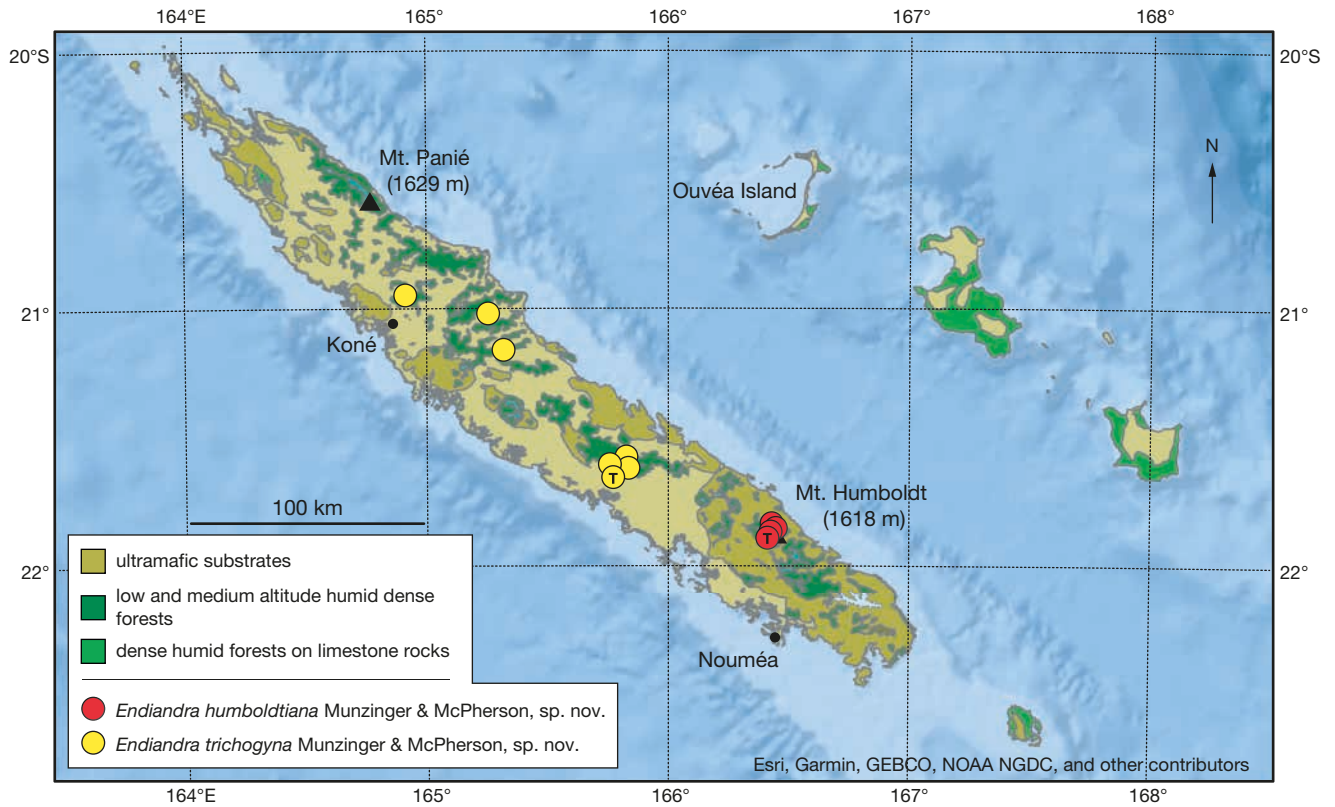 164°E 165° 166° 167° 168°
20°S 20°S
N
Mt. Panié
(1629 m)
Ouvéa Island
21° 21°
Koné
T
100 km
Mt. Humboldt
(1618 m)
T
ultramafic substrates
22° 22°
low and medium altitude humid dense
forests
dense humid forests on limestone rocks
Nouméa
Endiandra humboldtiana Munzinger & McPherson, sp. nov.
Endiandra trichogyna Munzinger & McPherson, sp. nov.
Esri, Garmin, GEBCO, NOAA NGDC, and other contributors
164°E 165° 166° 167° 168°